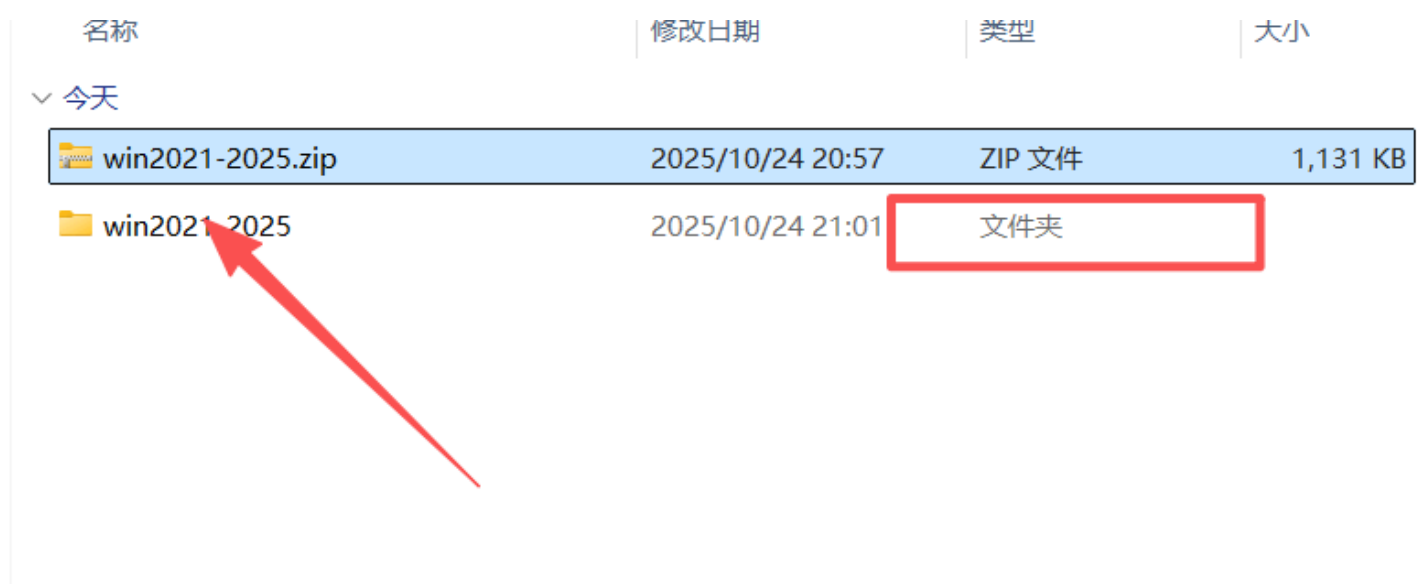 名称 修改日期 类型 大小
今天
win2021-2025.zip 2025/10/24 20:57 ZIP 文件 1,131 KB
win2021-2025 2025/10/24 21:01 文件夹